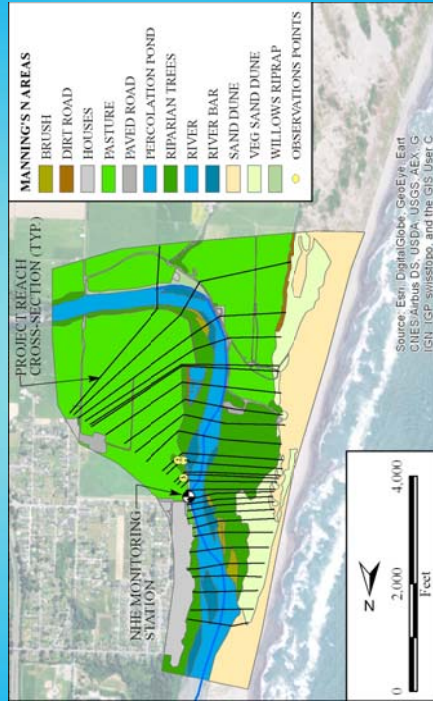 MANNING'S N AREAS
BRUSH
DIRT ROAD
HOUSES
PASTURE
PAVED ROAD
PERCOLATION POND
RIPARIAN TREES
RIVER
RIVER BAR
SAND DUNE
VEG SAND DUNE
WILLOWS RIPRAP
OBSERVATIONS POINTS
PROJECT REACH
CROSS-SECTION (TYP.)
NHE MONITORING
STATION
Source: Esri, DigitalGlobe, GeoEye, Eart
CNES/Airbus DS, USDA, USGS, AEX, G
IGN, IGP, swisstopo, and the GIS User C
N
0 2,000 4,000
Feet